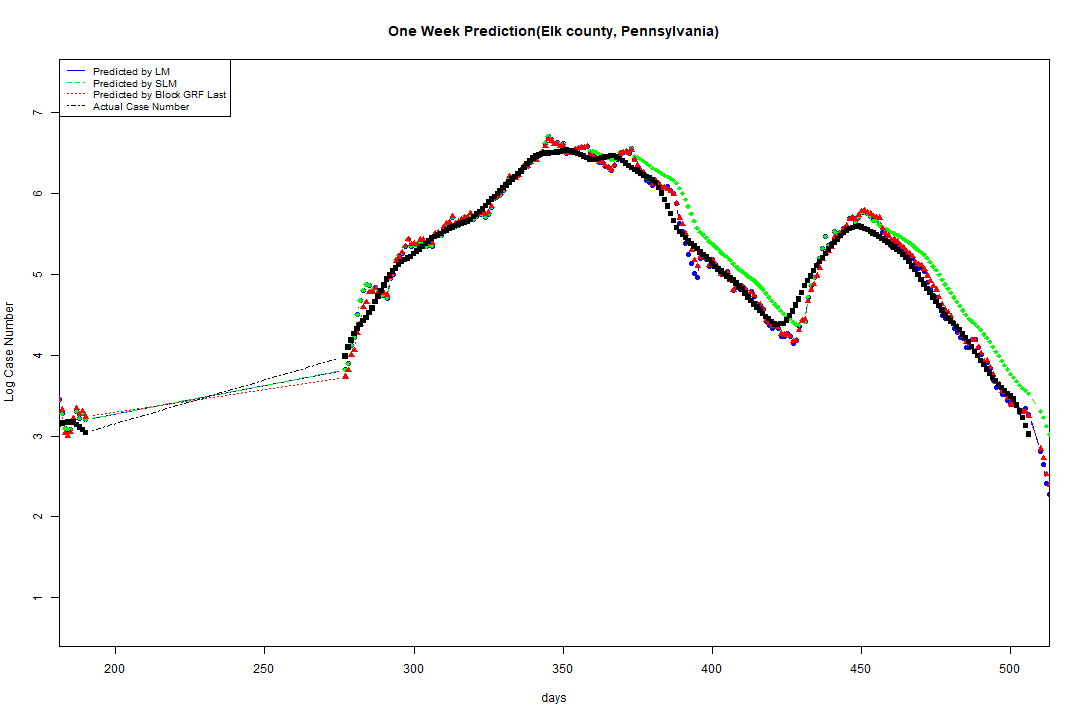 One Week Prediction(Elk county, Pennsylvania)
Predicted by LM
Predicted by SLM
Predicted by Block GRF Last
Actual Case Number
7
6
5
4
3
2
1
Log Case Number
200 250 300 350 400 450 500
days